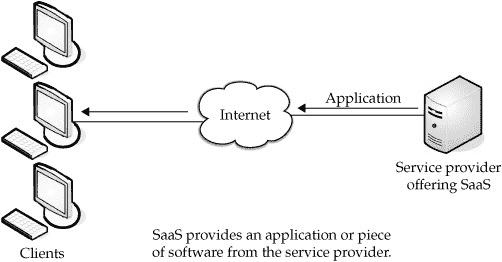 Application
Internet
Service provider
offering SaaS
Clients
SaaS provides an application or piece
of software from the service provider.